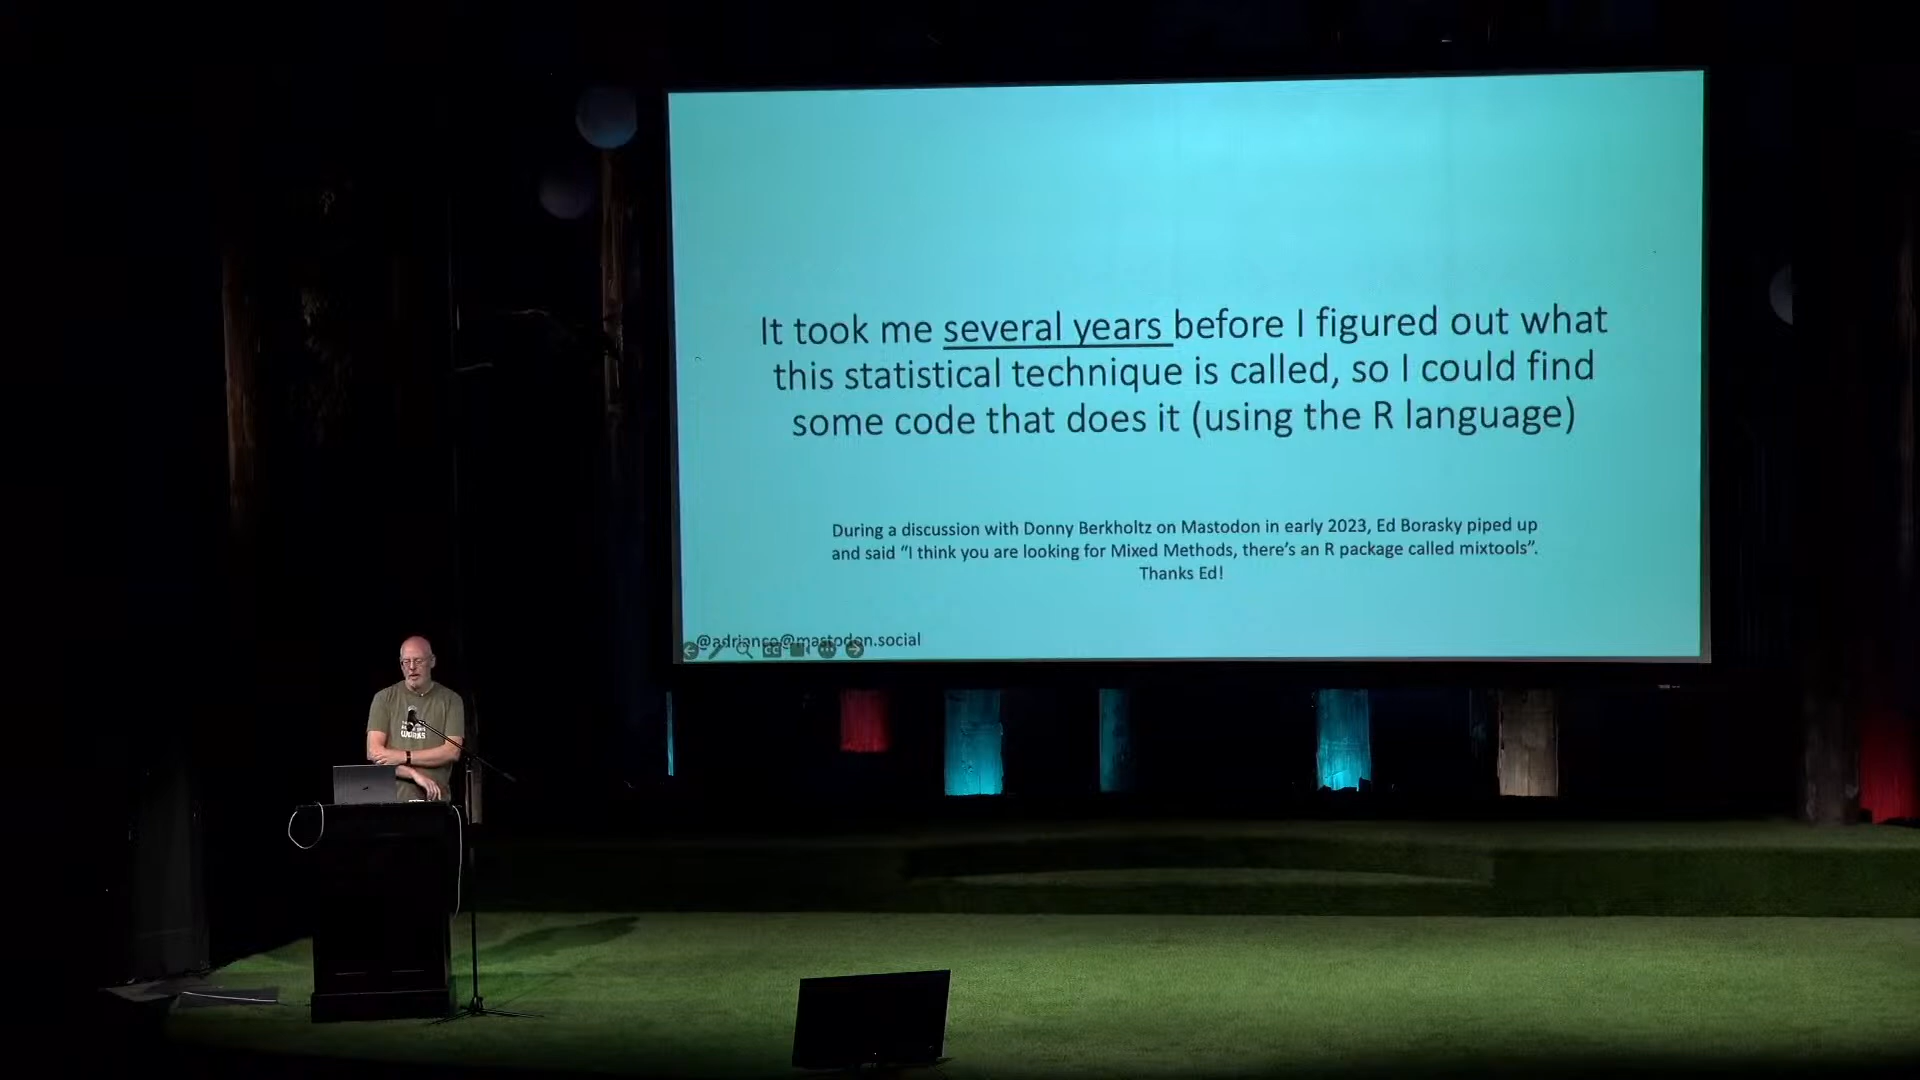 It took me several years before I figured out what
this statistical technique is called, so I could find
some code that does it (using the R language)
During a discussion with Donny Berkholtz on Mastodon in early 2023, Ed Borasky piped up
and said “I think you are looking for Mixed Methods, there’s an R package called mixtools”.
Thanks Ed!
@adrianco@mastodon.social
WORKS